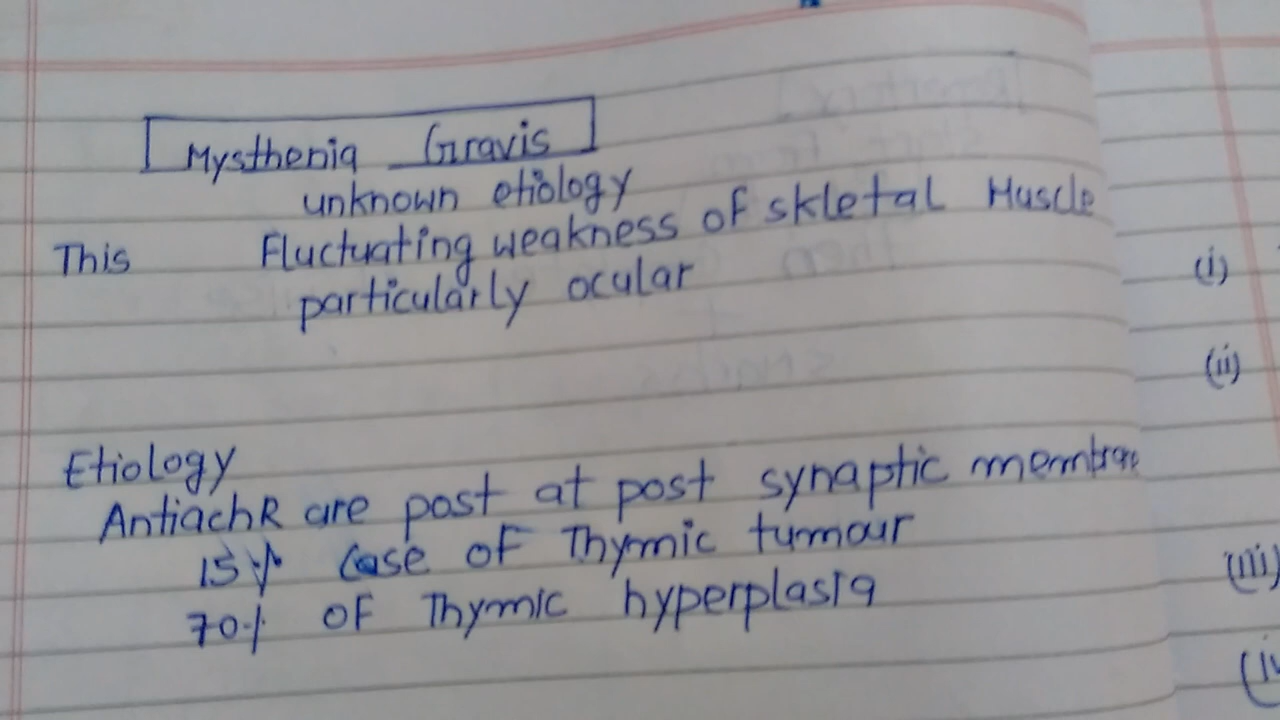 Mysthenia Gravis
unknown etiology
This Fluctuating weakness of skletal Muscle
particularly ocular
Etiology
AntiachR are post at post synaptic membrane
15% Case of Thymic tumour
70% of Thymic hyperplasia
(i)
(ii)
(iii)